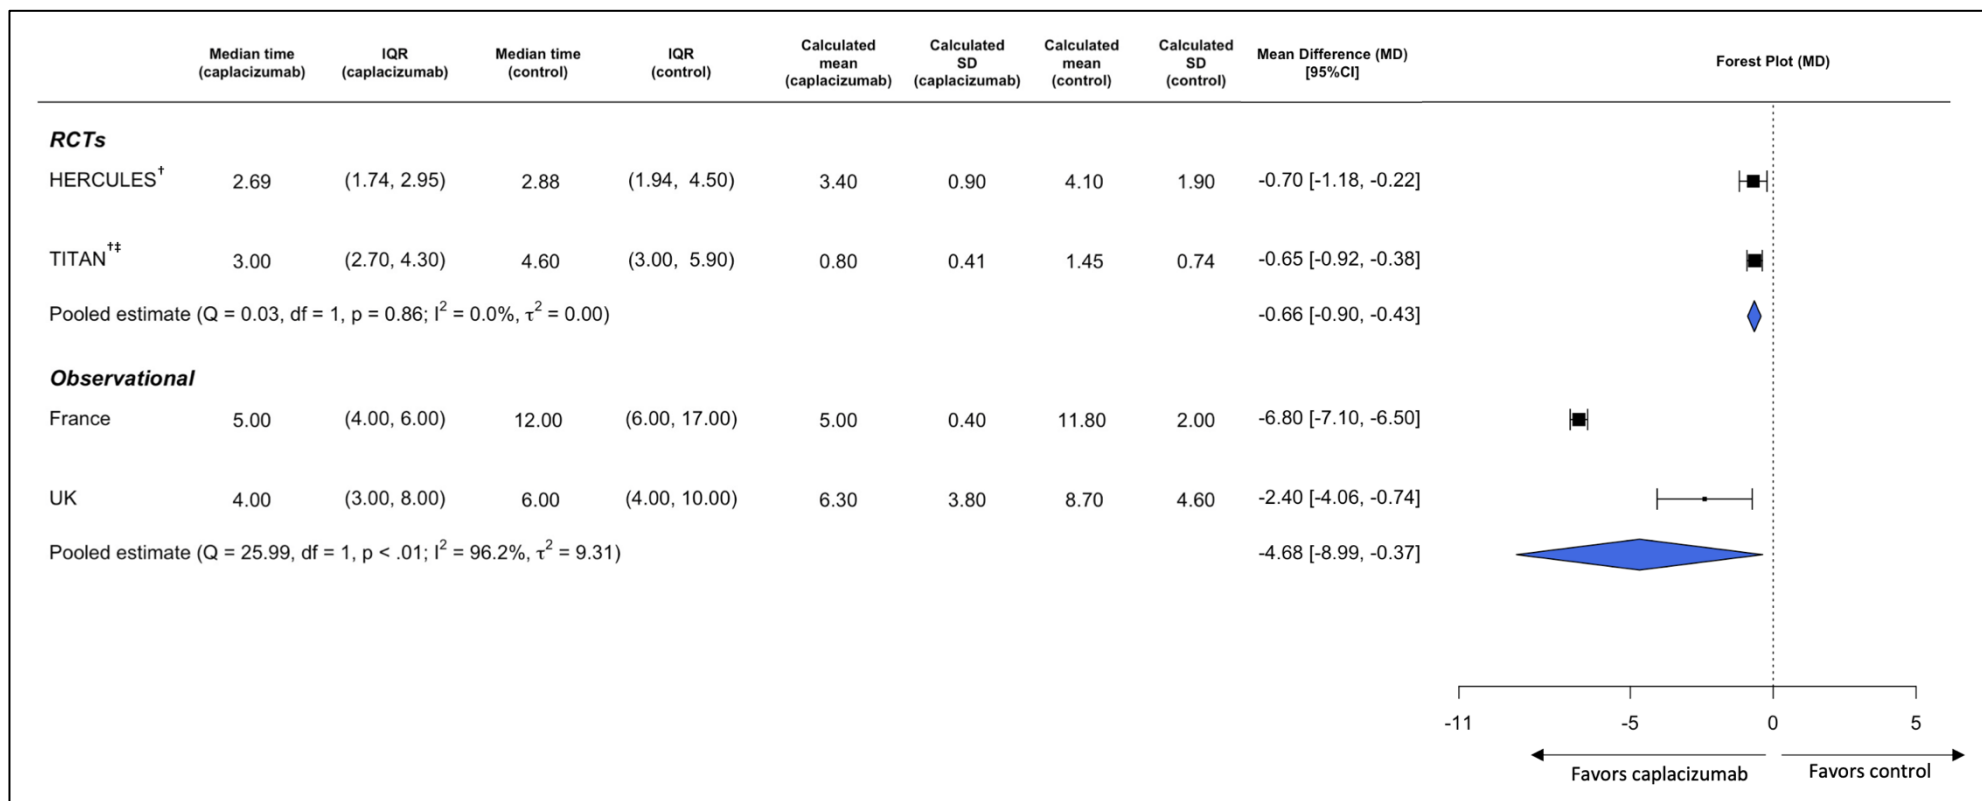 Median time (caplacizumab) IQR (caplacizumab) Median time (control) IQR (control) Calculated mean (caplacizumab) Calculated SD (caplacizumab) Calculated mean (control) Calculated SD (control) Mean Difference (MD) [95%CI] Forest Plot (MD)
RCTs
HERCULES† 2.69 (1.74, 2.95) 2.88 (1.94, 4.50) 3.40 0.90 4.10 1.90 -0.70 [-1.18, -0.22]
TITAN†‡ 3.00 (2.70, 4.30) 4.60 (3.00, 5.90) 0.80 0.41 1.45 0.74 -0.65 [-0.92, -0.38]
Pooled estimate (Q = 0.03, df = 1, p = 0.86; I² = 0.0%, τ² = 0.00) -0.66 [-0.90, -0.43]
Observational
France 5.00 (4.00, 6.00) 12.00 (6.00, 17.00) 5.00 0.40 11.80 2.00 -6.80 [-7.10, -6.50]
UK 4.00 (3.00, 8.00) 6.00 (4.00, 10.00) 6.30 3.80 8.70 4.60 -2.40 [-4.06, -0.74]
Pooled estimate (Q = 25.99, df = 1, p < .01; I² = 96.2%, τ² = 9.31) -4.68 [-8.99, -0.37]
-11 -5 0 5
Favors caplacizumab Favors control